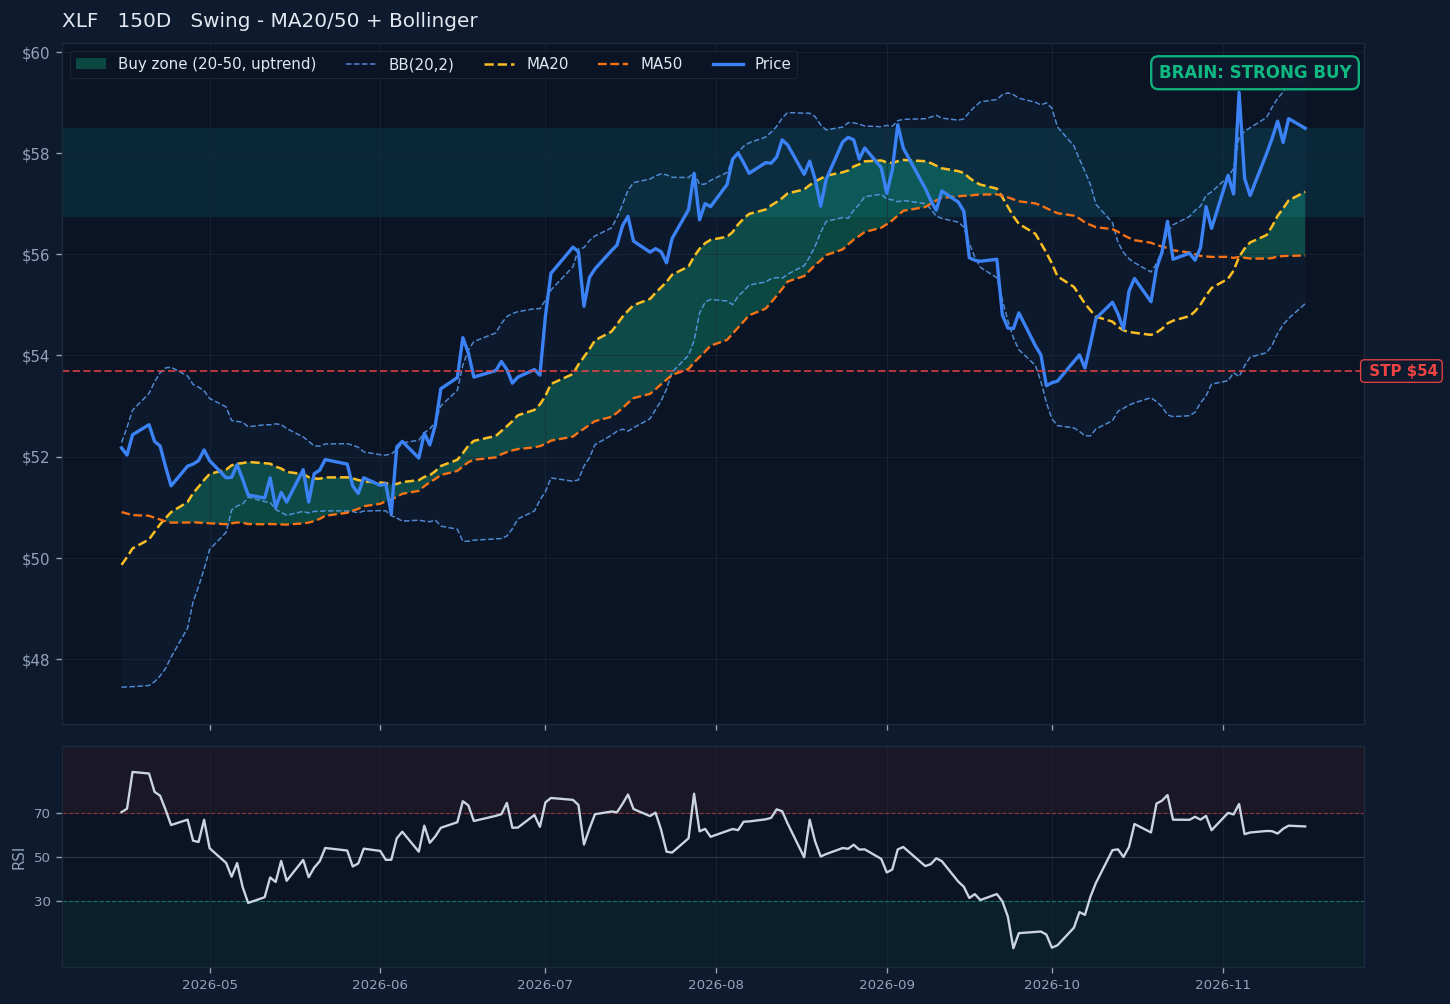 XLF 150D Swing - MA20/50 + Bollinger
Buy zone (20-50, uptrend) BB(20,2) MA20 MA50 Price
BRAIN: STRONG BUY
$60
$58
$56
$54
$52
$50
$48
STP $54
RSI
70
50
30
2026-05 2026-06 2026-07 2026-08 2026-09 2026-10 2026-11